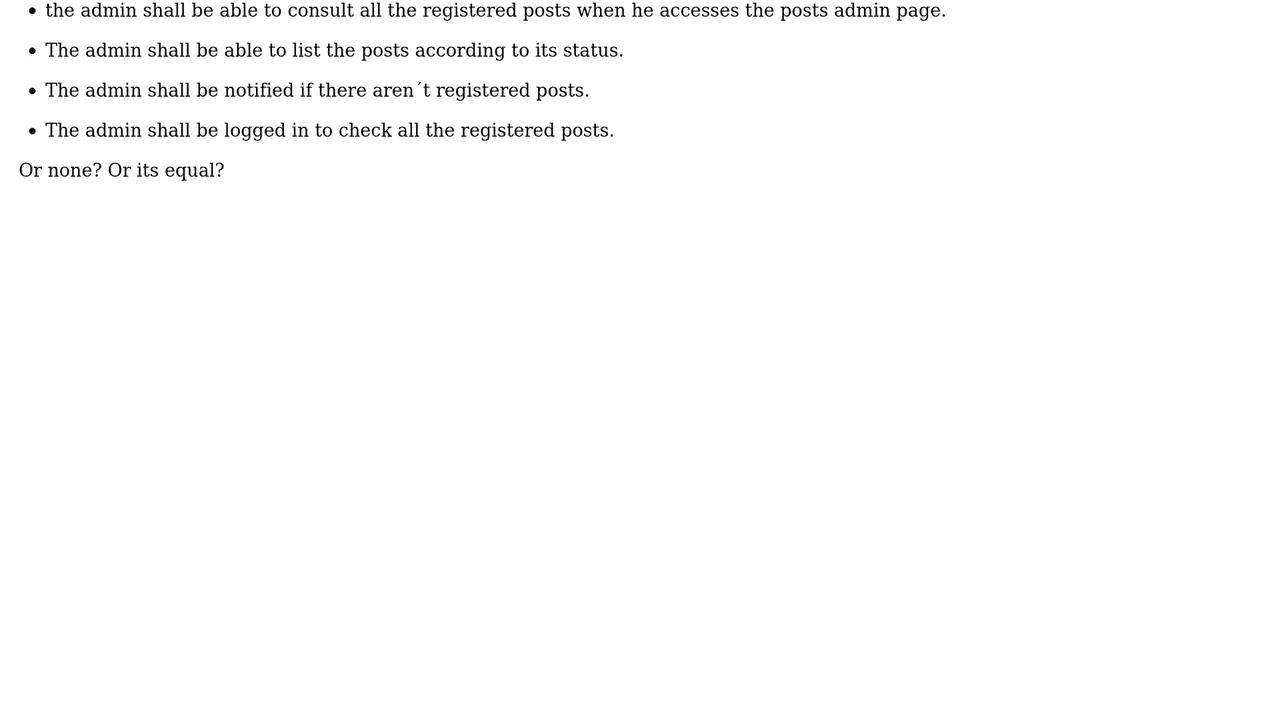 • the admin shall be able to consult all the registered posts when he accesses the posts admin page.
• The admin shall be able to list the posts according to its status.
• The admin shall be notified if there aren´t registered posts.
• The admin shall be logged in to check all the registered posts.
Or none? Or its equal?